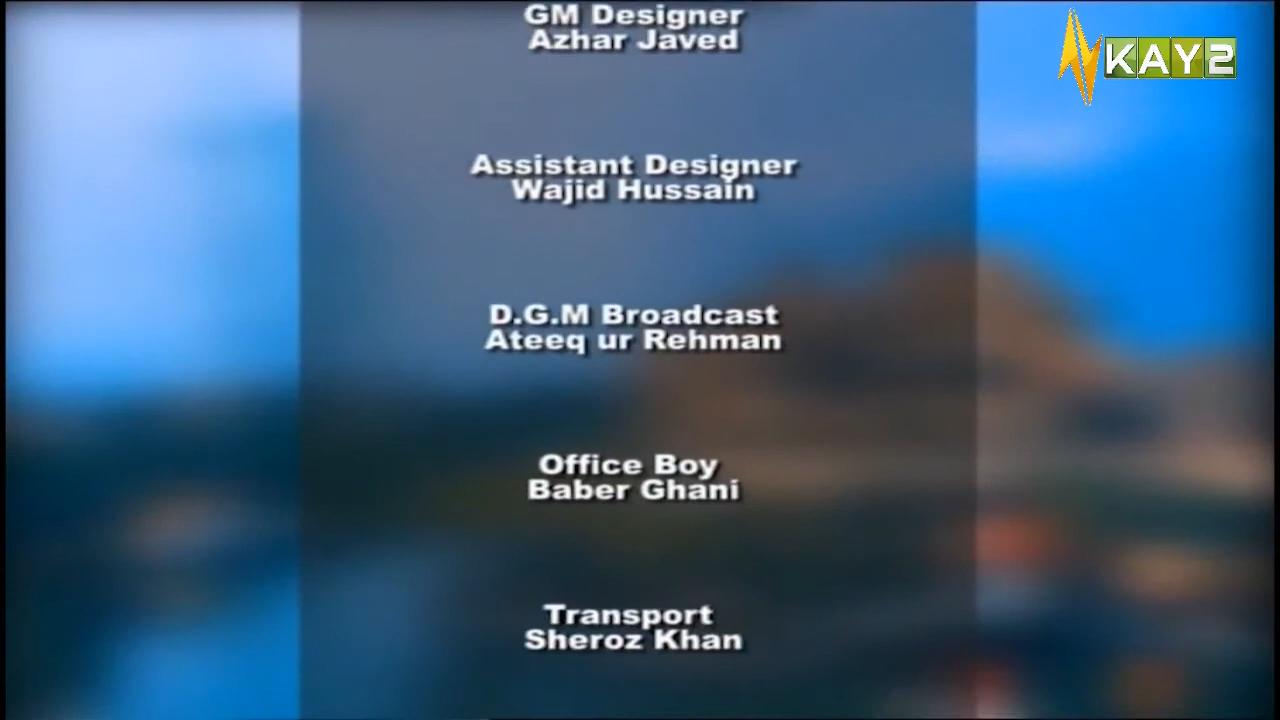 GM Designer
Azhar Javed
KAY2
Assistant Designer
Wajid Hussain
D.G.M Broadcast
Ateeq ur Rehman
Office Boy
Baber Ghani
Transport
Sheroz Khan